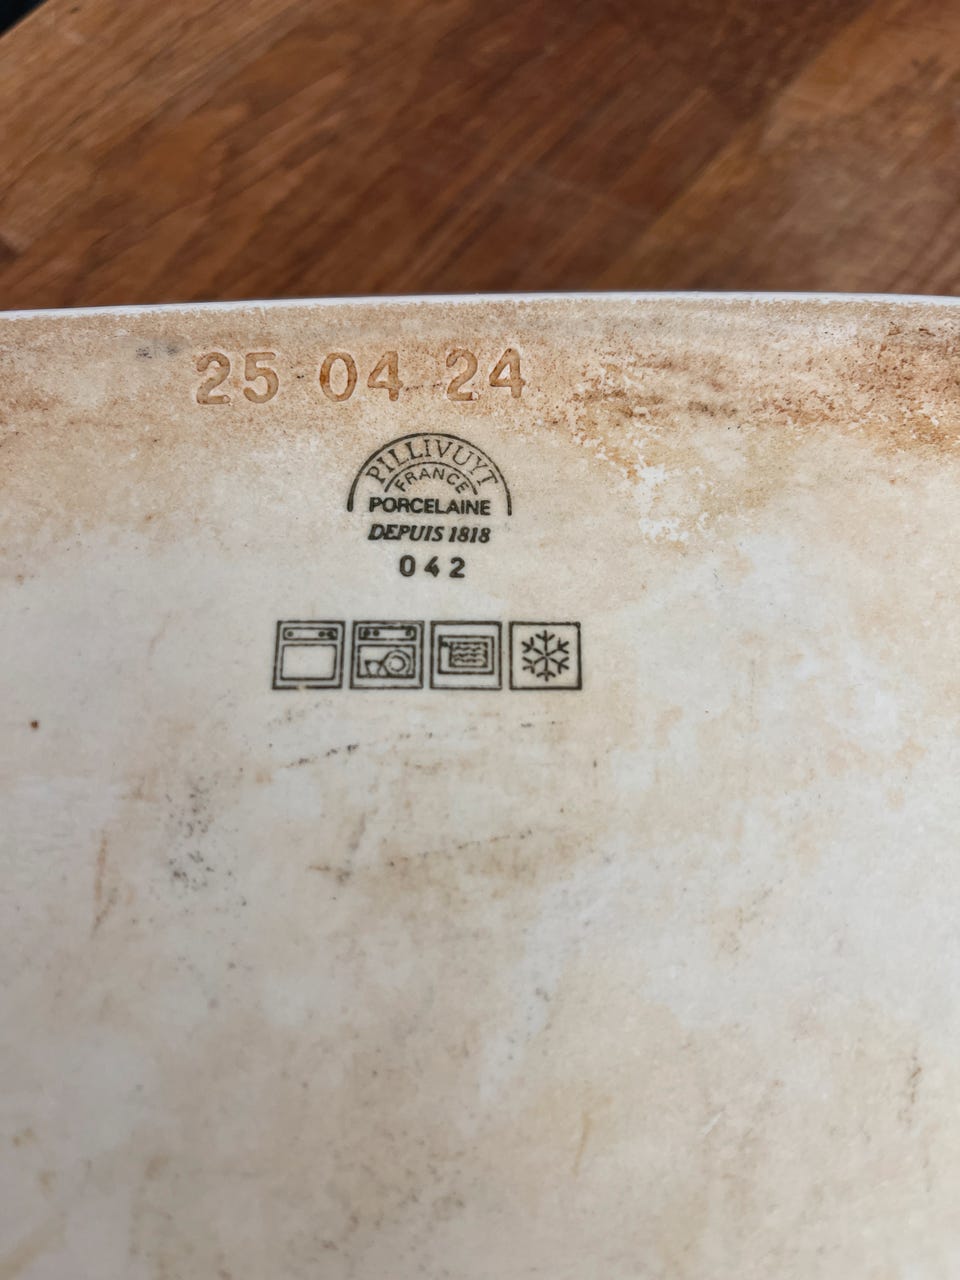 25 04 24
PILLIVUYT
FRANCE
PORCELAINE
DEPUIS 1818
042